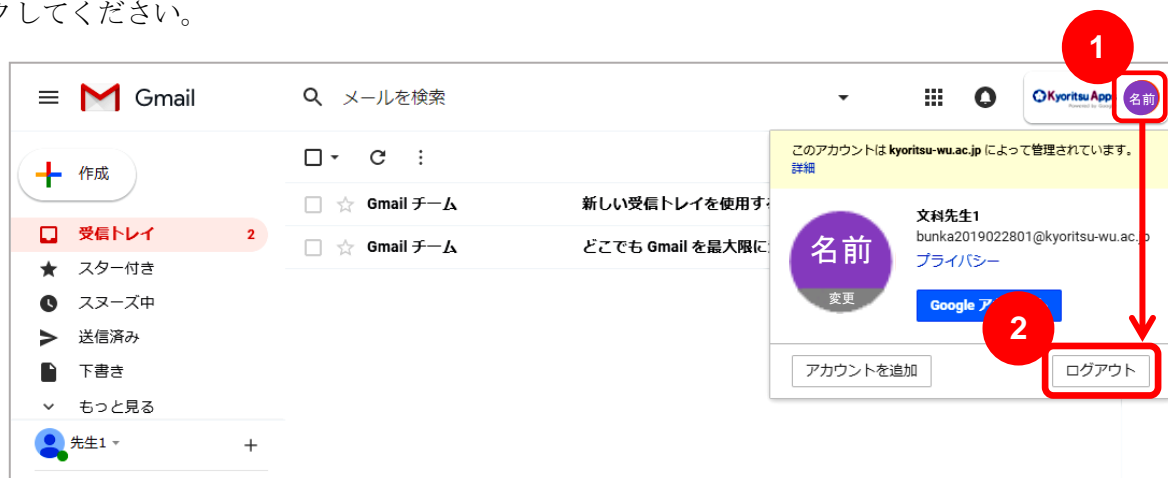 クしてください。
1
Gmail
メールを検索
Kyoritsu App
名前
このアカウントは kyoritsu-wu.ac.jp によって管理されています。
詳細
作成
Gmail チーム 新しい受信トレイを使用す
受信トレイ 2
Gmail チーム どこでも Gmail を最大限に
文科先生1
bunka2019022801@kyoritsu-wu.ac.jp
名前
プライバシー
変更
Google
スター付き
スヌーズ中
送信済み
2
下書き
アカウントを追加
ログアウト
もっと見る
先生1